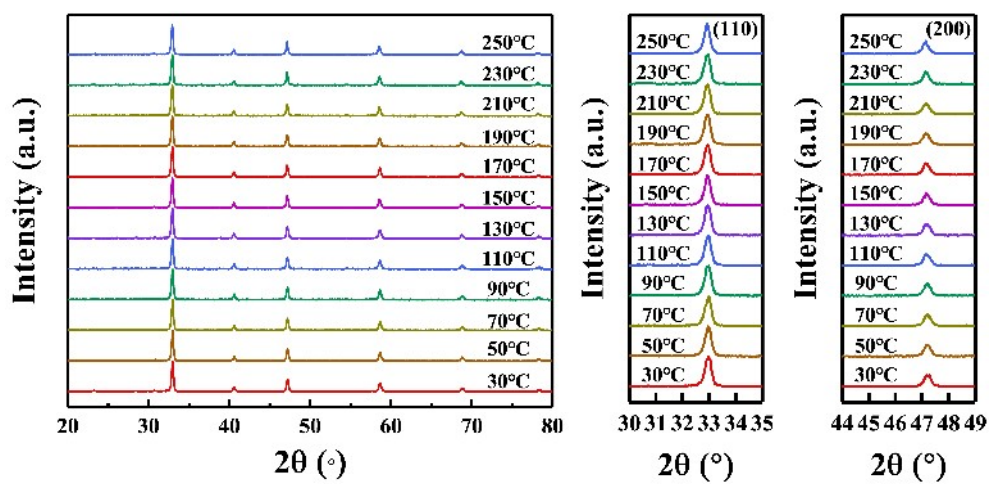 Intensity (a.u.)
250°C
230°C
210°C
190°C
170°C
150°C
130°C
110°C
90°C
70°C
50°C
30°C
20 30 40 50 60 70 80
2θ (◦)
Intensity (a.u.)
(110)
250°C
230°C
210°C
190°C
170°C
150°C
130°C
110°C
90°C
70°C
50°C
30°C
30 31 32 33 34 35
2θ (°)
Intensity (a.u.)
(200)
250°C
230°C
210°C
190°C
170°C
150°C
130°C
110°C
90°C
70°C
50°C
30°C
44 45 46 47 48 49
2θ (°)